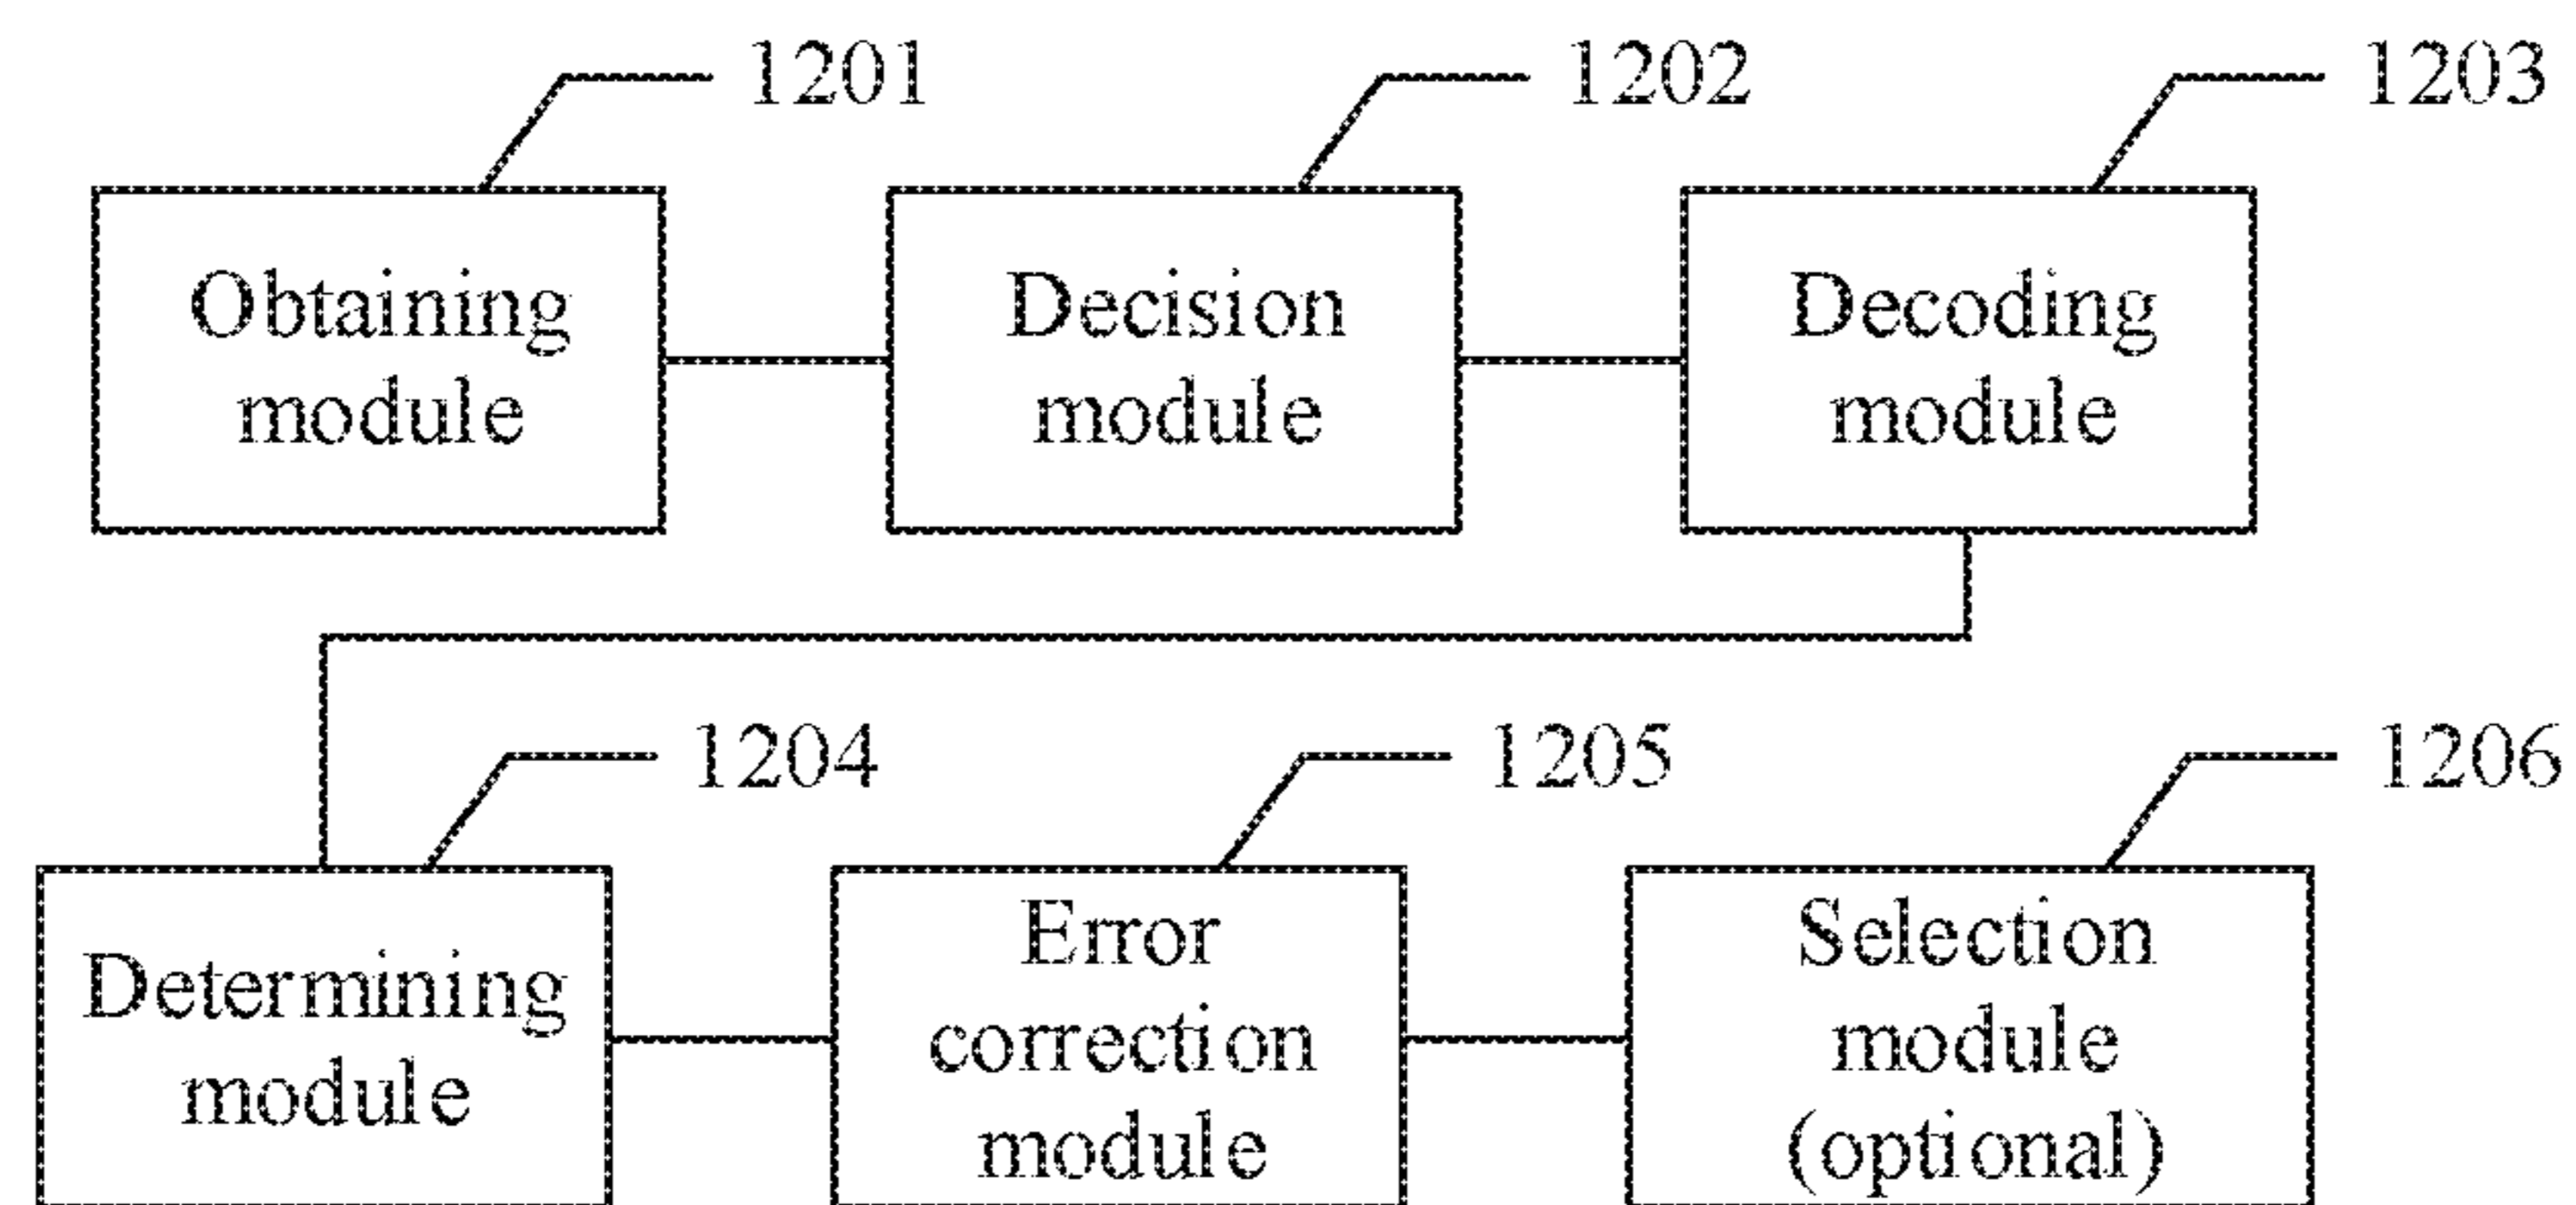 1201
1202
1203
Obtaining
module
Decision
module
Decoding
module
1204
1205
1206
Determining
module
Error
correction
module
Selection
module
(optional)